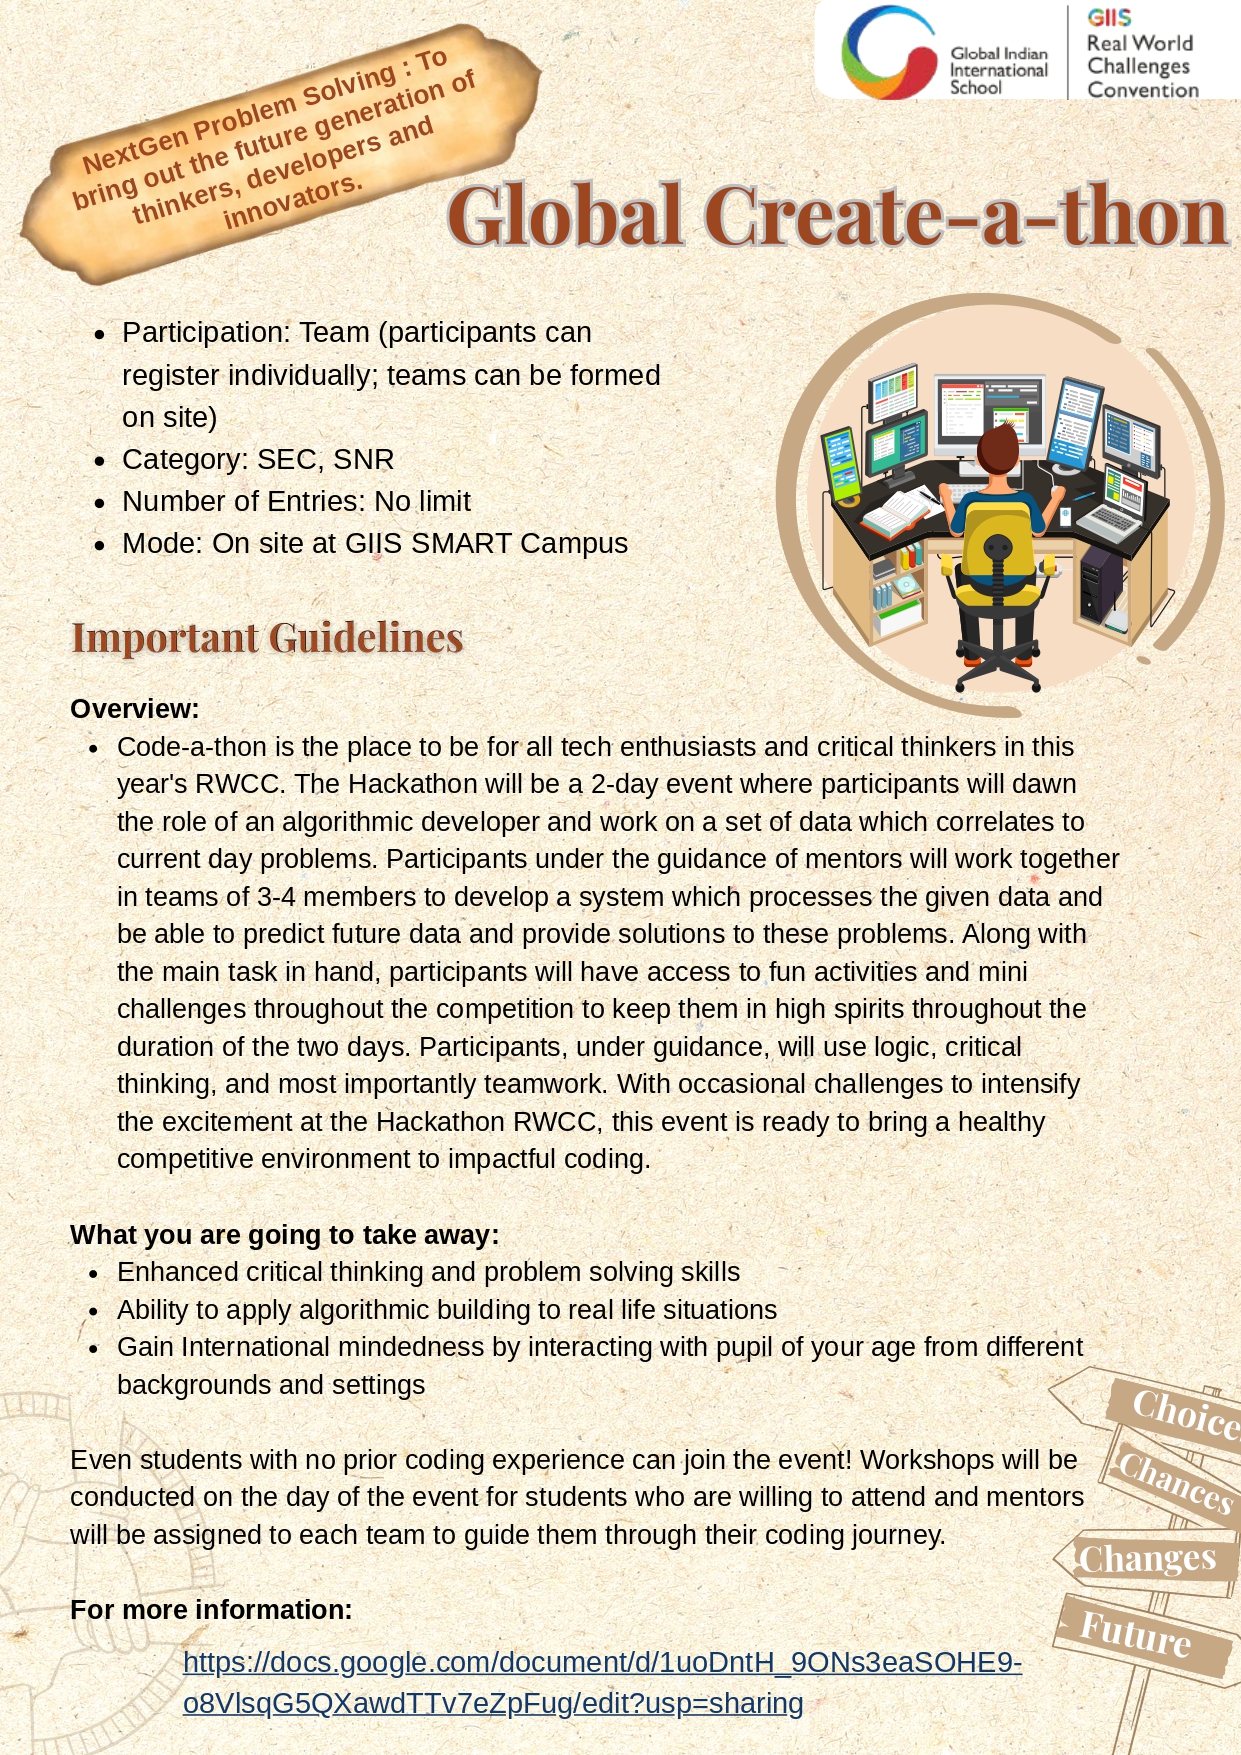 Global Indian
International
School
GIIS
Real World
Challenges
Convention
NextGen Problem Solving : To
bring out the future generation of
thinkers, developers and
innovators.
Global Create-a-thon
• Participation: Team (participants can
register individually; teams can be formed
on site)
• Category: SEC, SNR
• Number of Entries: No limit
• Mode: On site at GIIS SMART Campus
Important Guidelines
Overview:
• Code-a-thon is the place to be for all tech enthusiasts and critical thinkers in this
year's RWCC. The Hackathon will be a 2-day event where participants will dawn
the role of an algorithmic developer and work on a set of data which correlates to
current day problems. Participants under the guidance of mentors will work together
in teams of 3-4 members to develop a system which processes the given data and
be able to predict future data and provide solutions to these problems. Along with
the main task in hand, participants will have access to fun activities and mini
challenges throughout the competition to keep them in high spirits throughout the
duration of the two days. Participants, under guidance, will use logic, critical
thinking, and most importantly teamwork. With occasional challenges to intensify
the excitement at the Hackathon RWCC, this event is ready to bring a healthy
competitive environment to impactful coding.
What you are going to take away:
• Enhanced critical thinking and problem solving skills
• Ability to apply algorithmic building to real life situations
• Gain International mindedness by interacting with pupil of your age from different
backgrounds and settings
Even students with no prior coding experience can join the event! Workshops will be
conducted on the day of the event for students who are willing to attend and mentors
will be assigned to each team to guide them through their coding journey.
For more information:
https://docs.google.com/document/d/1uoDntH_9ONs3eaSOHE9-
o8VlsqG5QXawdTTv7eZpFug/edit?usp=sharing
Choice
Chances
Changes
Future